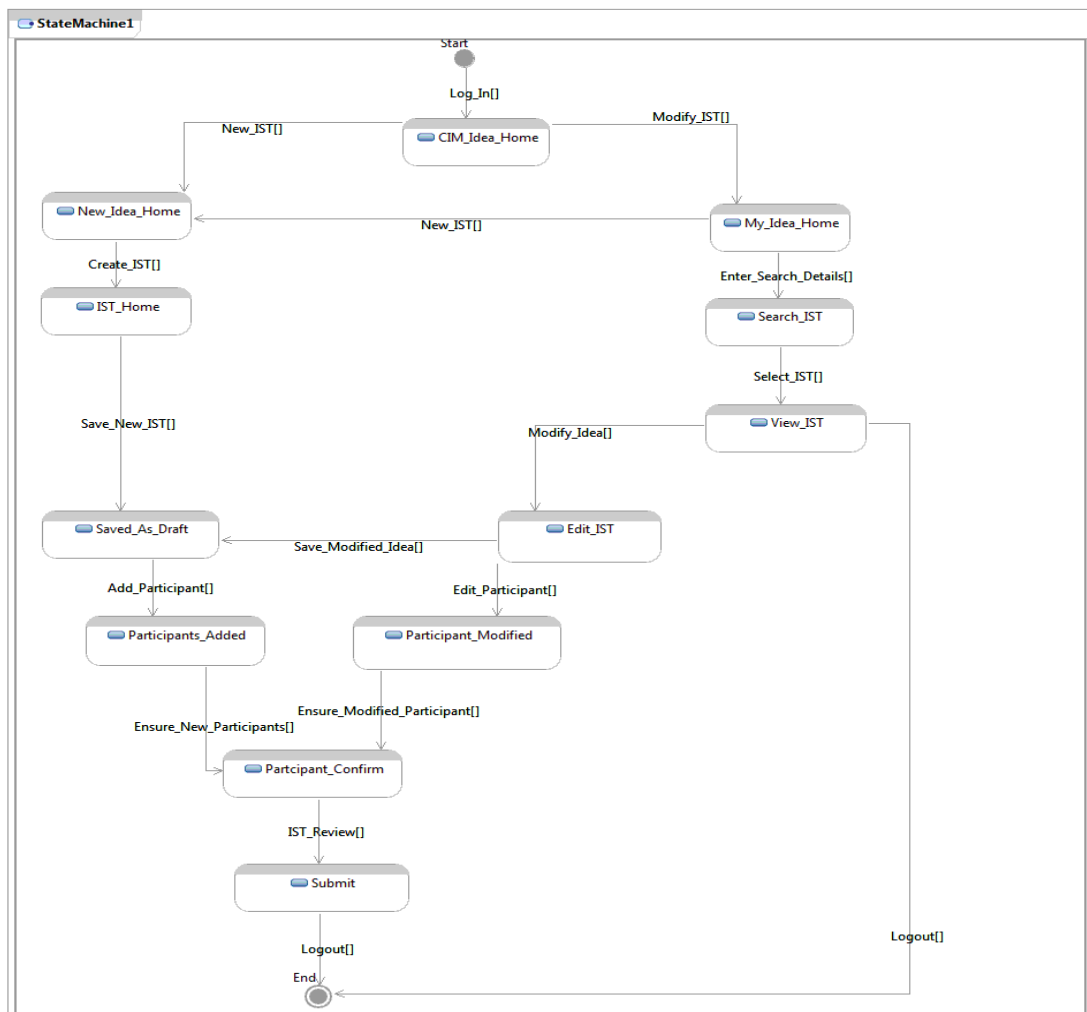 StateMachine1
Start
Log_In[]
New_IST[]
Modify_IST[]
CIM_Idea_Home
New_Idea_Home
My_Idea_Home
New_IST[]
Create_IST[]
Enter_Search_Details[]
IST_Home
Search_IST
Select_IST[]
Save_New_IST[]
View_IST
Modify_Idea[]
Saved_As_Draft
Edit_IST
Save_Modified_Idea[]
Add_Participant[]
Edit_Participant[]
Participants_Added
Participant_Modified
Ensure_Modified_Participant[]
Ensure_New_Participants[]
Partcipant_Confirm
IST_Review[]
Submit
Logout[]
Logout[]
End